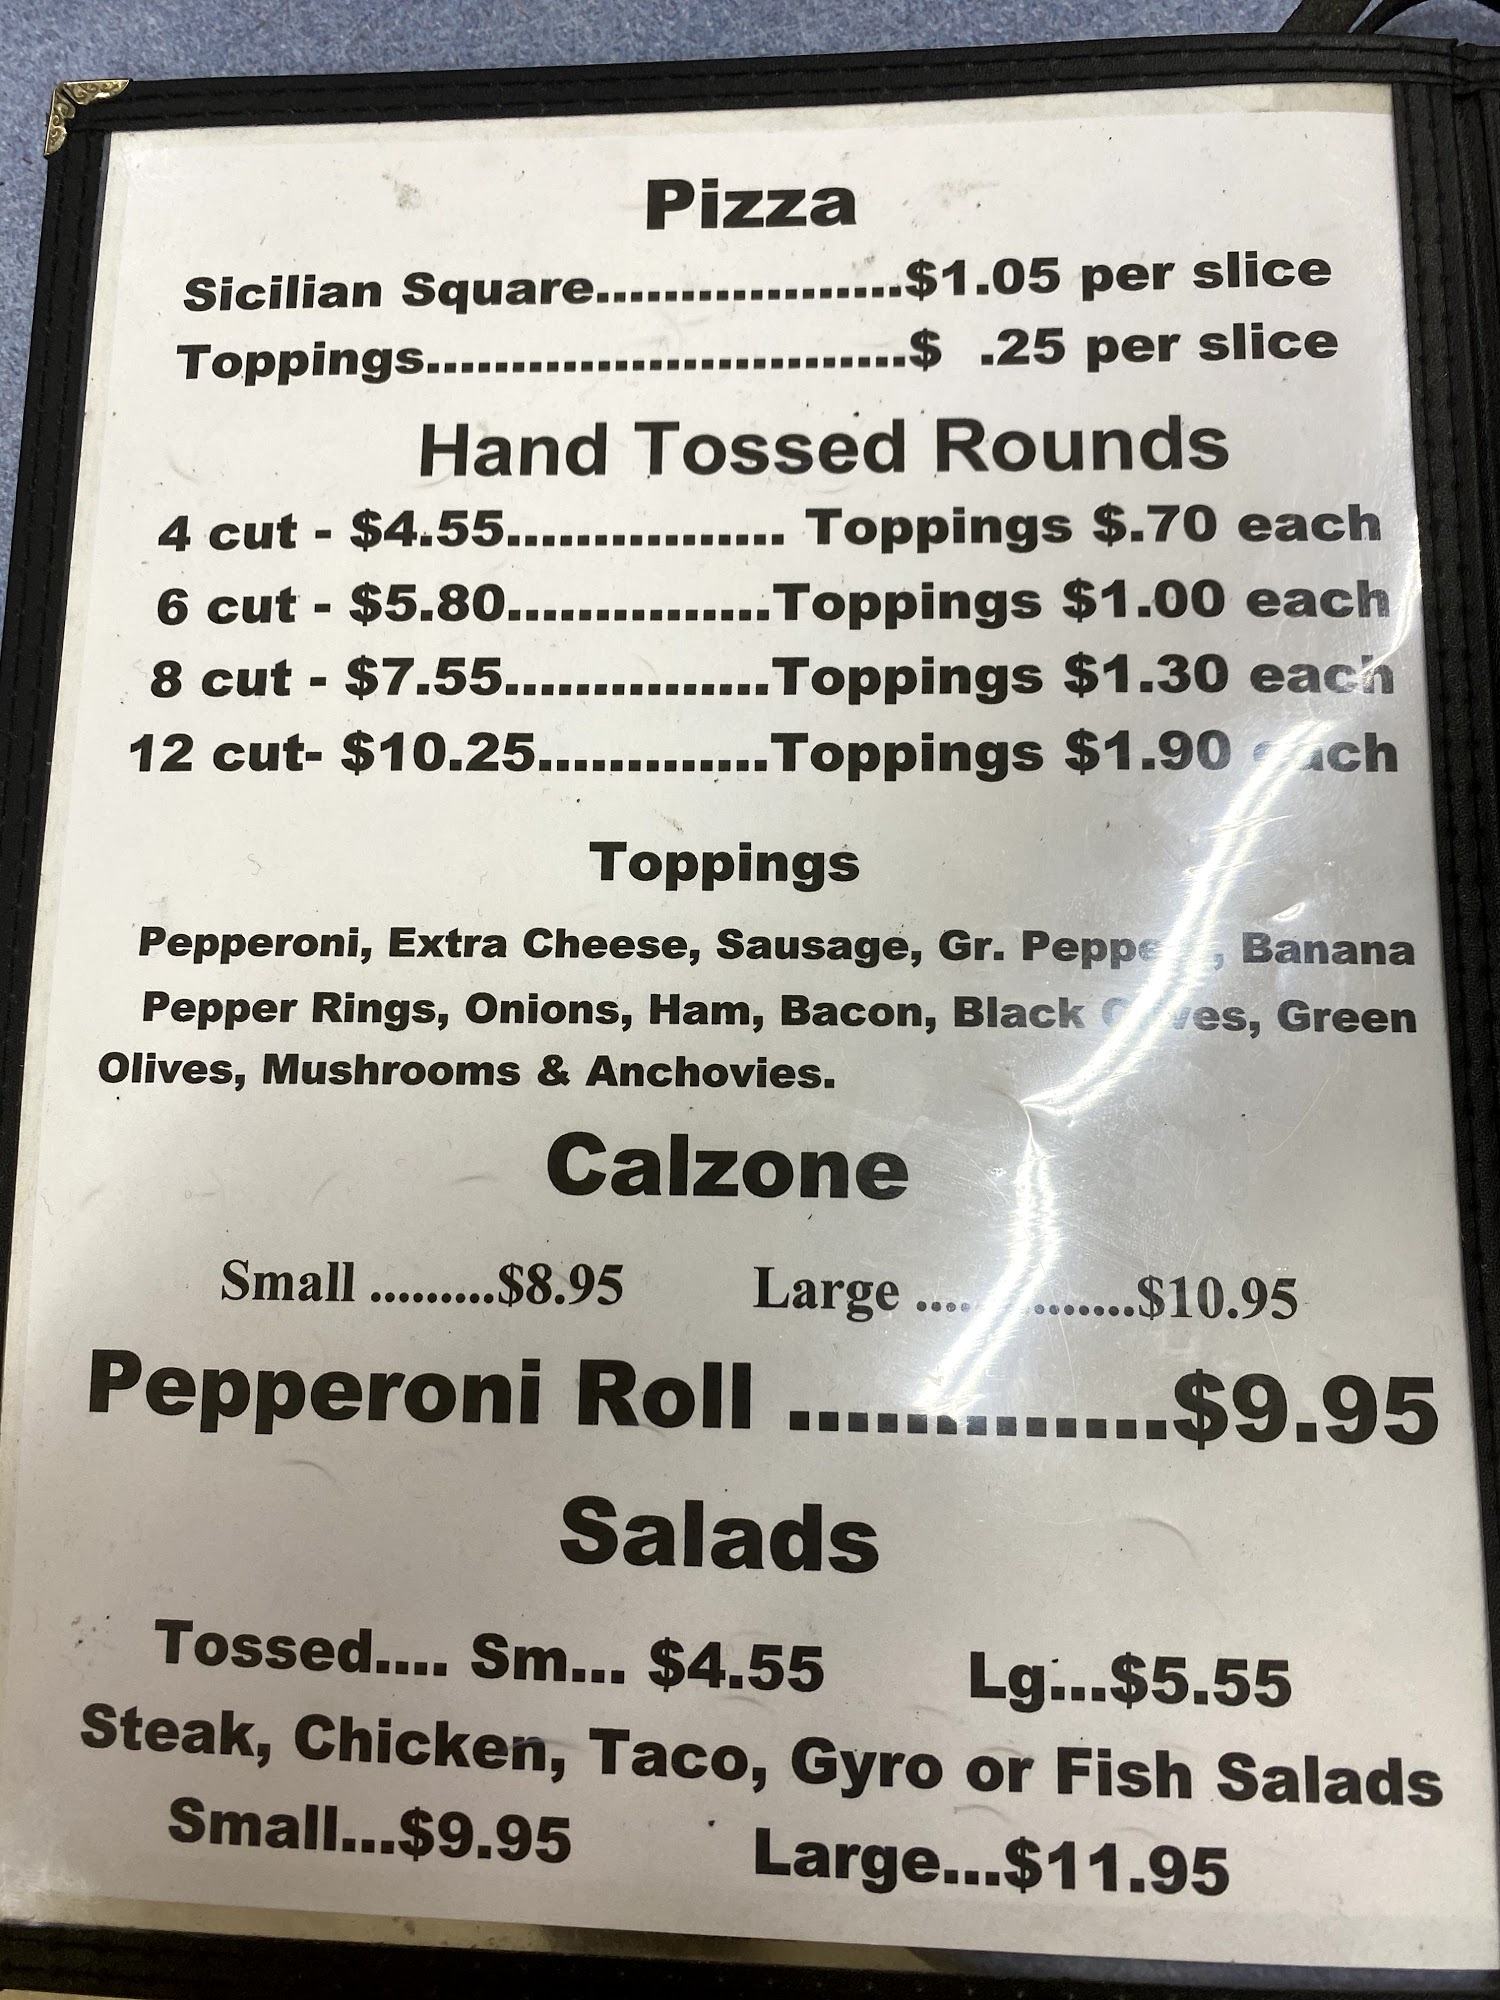 Pizza
Sicilian Square......................$1.05 per slice
Toppings..................................$ .25 per slice
Hand Tossed Rounds
4 cut - $4.55.................... Toppings $.70 each
6 cut - $5.80...................Toppings $1.00 each
8 cut - $7.55...................Toppings $1.30 each
12 cut- $10.25................Toppings $1.90 each
Toppings
Pepperoni, Extra Cheese, Sausage, Gr. Banana
Pepper Rings, Onions, Ham, Bacon, Black Olives, Green
Olives, Mushrooms & Anchovies.
Calzone
Small .........$8.95 Large ................$10.95
Pepperoni Roll ..............$9.95
Salads
Tossed.... Sm... $4.55 Lg...$5.55
Steak, Chicken, Taco, Gyro or Fish Salads
Small...$9.95 Large...$11.95